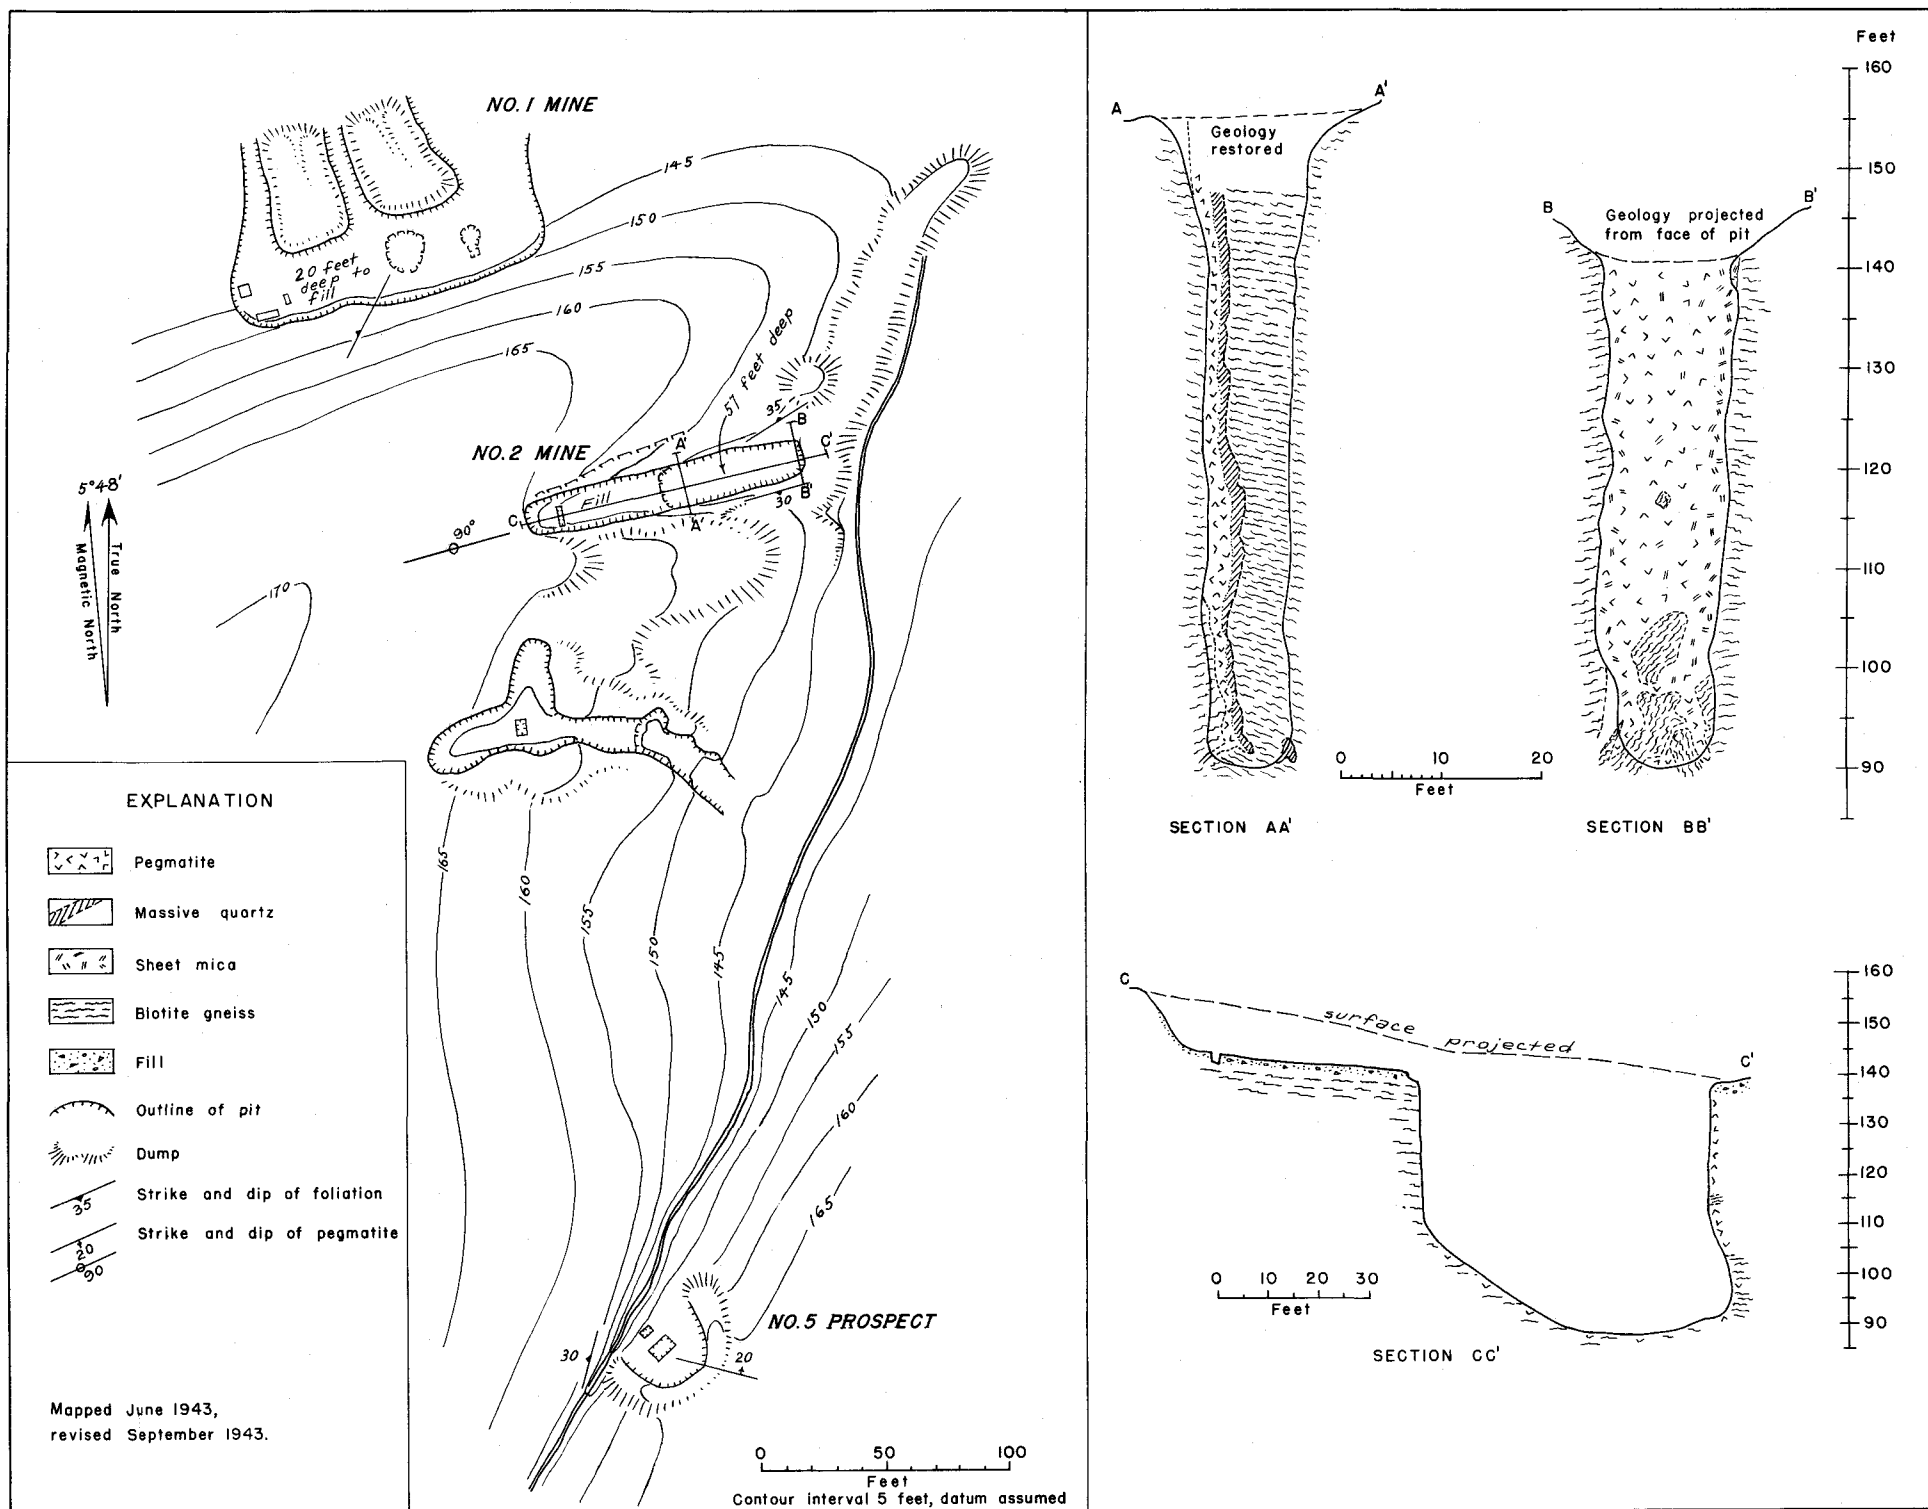 NO. 1 MINE
20 feet
deep to
fill
145
150
155
160
165
57 feet deep
35
B
C'
A'
NO. 2 MINE
Fill
C
B'
30
A
90°
5°48'
True North
Magnetic North
170
165
160
155
150
145
145
150
155
160
165
NO. 5 PROSPECT
30
20
EXPLANATION
Pegmatite
Massive quartz
Sheet mica
Biotite gneiss
Fill
Outline of pit
Dump
35
Strike and dip of foliation
20
Strike and dip of pegmatite
90
Mapped June 1943,
revised September 1943.
0 50 100
Feet
Contour interval 5 feet, datum assumed
A
A'
Geology
restored
B
B'
Geology projected
from face of pit
Feet
160
150
140
130
120
110
100
90
0 10 20
Feet
SECTION AA'
SECTION BB'
C
surface
projected
C'
160
150
140
130
120
110
100
90
0 10 20 30
Feet
SECTION CC'